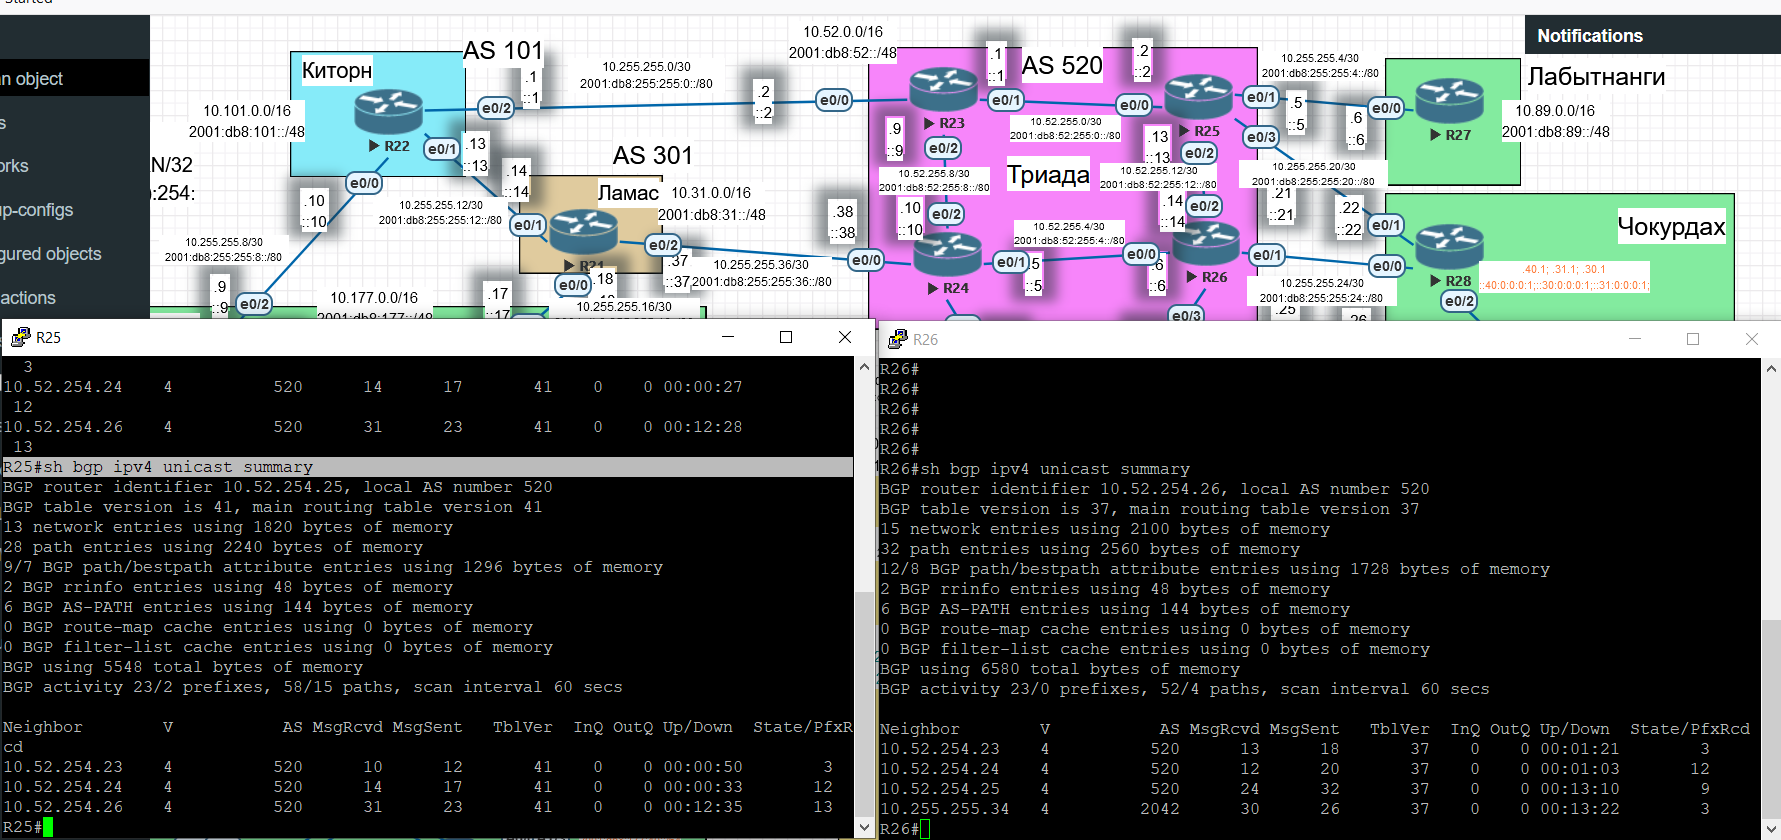 Started
Notifications
an object
s
orks
up-configs
gured objects
actions
Киторн
AS 101
.1
::1
10.255.255.0/30
2001:db8:255:255:0::/80
.2
::2
10.52.0.0/16
2001:db8:52::/48
.1
::1
AS 520
.2
::2
10.255.255.4/30
2001:db8:255:255:4::/80
Лабытнанги
10.101.0.0/16
2001:db8:101::/48
e0/2
e0/0
e0/1
e0/0
e0/1
.5
::5
e0/0
.6
::6
10.89.0.0/16
2001:db8:89::/48
R22
R23
R25
R27
e0/1
.13
::13
AS 301
.9
::9
10.52.255.0/30
2001:db8:52:255:0::/80
.13
::13
e0/3
e0/2
e0/2
N/32
):254:
e0/0
.14
::14
Ламас
10.31.0.0/16
2001:db8:31::/48
10.52.255.8/30
2001:db8:52:255:8::/80
Триада
10.52.255.12/30
2001:db8:52:255:12::/80
10.255.255.20/30
2001:db8:255:255:20::/80
.10
::10
10.255.255.12/30
2001:db8:255:255:12::/80
e0/1
.38
::38
.10
::10
e0/2
.14
::14
e0/2
.21
::21
.22
::22
e0/1
Чокурдах
10.255.255.8/30
2001:db8:255:255:8::/80
e0/2
10.52.255.4/30
2001:db8:52:255:4::/80
R21
.37
::37
10.255.255.36/30
2001:db8:255:255:36::/80
e0/0
e0/1
.5
::5
e0/0
.6
::6
e0/1
e0/0
R24
R26
R28
.40.1; .31.1; .30.1
::40:0:0:0:1;::30:0:0:0:1;::31:0:0:0:1;
10.255.255.24/30
2001:db8:255:255:24::/80
.9
::9
e0/2
10.177.0.0/16
2001:db8:177::/48
.17
::17
e0/0
.18
10.255.255.16/30
e0/3
.25
.26
e0/2
R25
3
10.52.254.24 4 520 14 17 41 0 0 00:00:27
12
10.52.254.26 4 520 31 23 41 0 0 00:12:28
13
R25#sh bgp ipv4 unicast summary
BGP router identifier 10.52.254.25, local AS number 520
BGP table version is 41, main routing table version 41
13 network entries using 1820 bytes of memory
28 path entries using 2240 bytes of memory
9/7 BGP path/bestpath attribute entries using 1296 bytes of memory
2 BGP rrinfo entries using 48 bytes of memory
6 BGP AS-PATH entries using 144 bytes of memory
0 BGP route-map cache entries using 0 bytes of memory
0 BGP filter-list cache entries using 0 bytes of memory
BGP using 5548 total bytes of memory
BGP activity 23/2 prefixes, 58/15 paths, scan interval 60 secs
Neighbor V AS MsgRcvd MsgSent TblVer InQ OutQ Up/Down State/PfxR
cd
10.52.254.23 4 520 10 12 41 0 0 00:00:50 3
10.52.254.24 4 520 14 17 41 0 0 00:00:33 12
10.52.254.26 4 520 31 23 41 0 0 00:12:35 13
R25#
R26
R26#
R26#
R26#
R26#
R26#
R26#sh bgp ipv4 unicast summary
BGP router identifier 10.52.254.26, local AS number 520
BGP table version is 37, main routing table version 37
15 network entries using 2100 bytes of memory
32 path entries using 2560 bytes of memory
12/8 BGP path/bestpath attribute entries using 1728 bytes of memory
2 BGP rrinfo entries using 48 bytes of memory
6 BGP AS-PATH entries using 144 bytes of memory
0 BGP route-map cache entries using 0 bytes of memory
0 BGP filter-list cache entries using 0 bytes of memory
BGP using 6580 total bytes of memory
BGP activity 23/0 prefixes, 52/4 paths, scan interval 60 secs
Neighbor V AS MsgRcvd MsgSent TblVer InQ OutQ Up/Down State/PfxRcd
10.52.254.23 4 520 13 18 37 0 0 00:01:21 3
10.52.254.24 4 520 12 20 37 0 0 00:01:03 12
10.52.254.25 4 520 24 32 37 0 0 00:13:10 9
10.255.255.34 4 2042 30 26 37 0 0 00:13:22 3
R26#